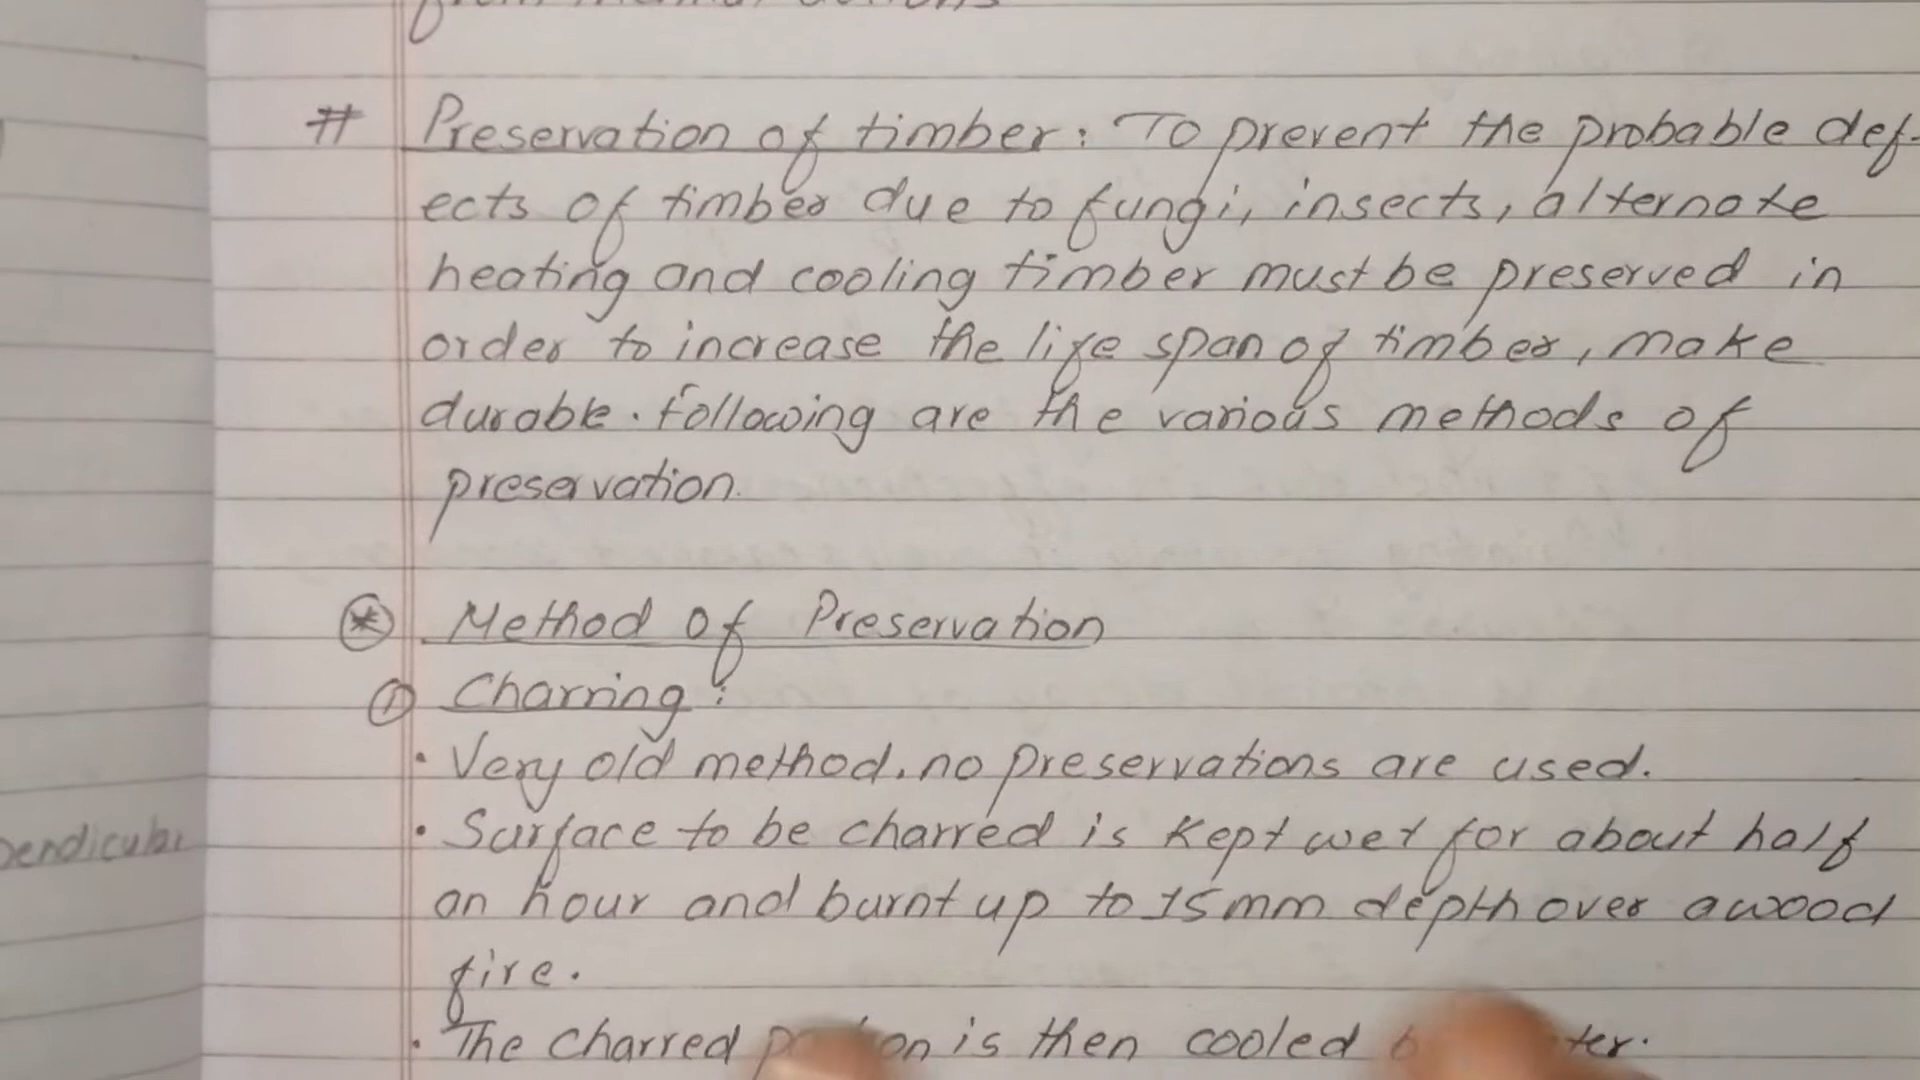 # Preservation of timber : To prevent the probable def-
ects of timber due to fungi, insects, alternate
heating and cooling timber must be preserved in
order to increase the life span of timber, make
durable. Following are the various methods of
preservation.
* Method of Preservation
1 Charring :
• Very old method. no preservations are used.
• Surface to be charred is kept wet for about half
an hour and burnt up to 15mm depth over a wood
fire.
• The charred is then cooled
pendicular